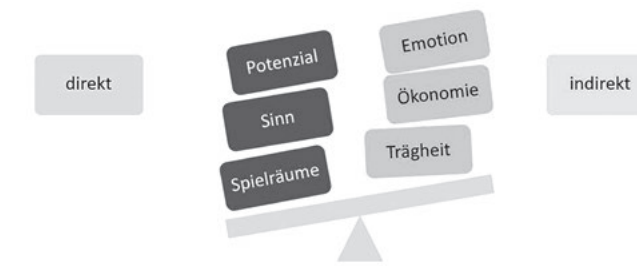 direkt
Potenzial
Sinn
Spielräume
Emotion
Ökonomie
Trägheit
indirekt